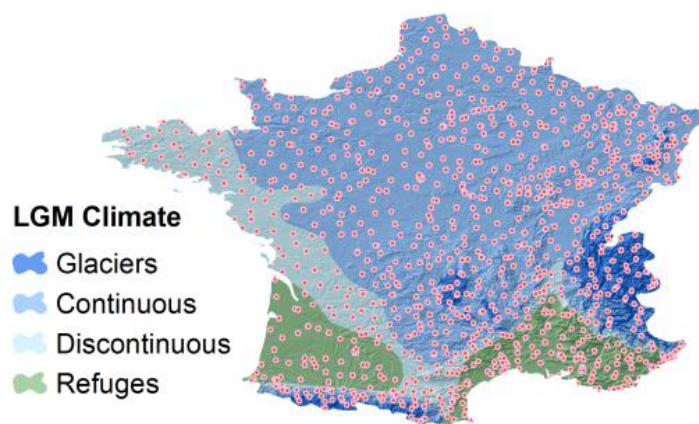 LGM Climate
Glaciers
Continuous
Discontinuous
Refuges